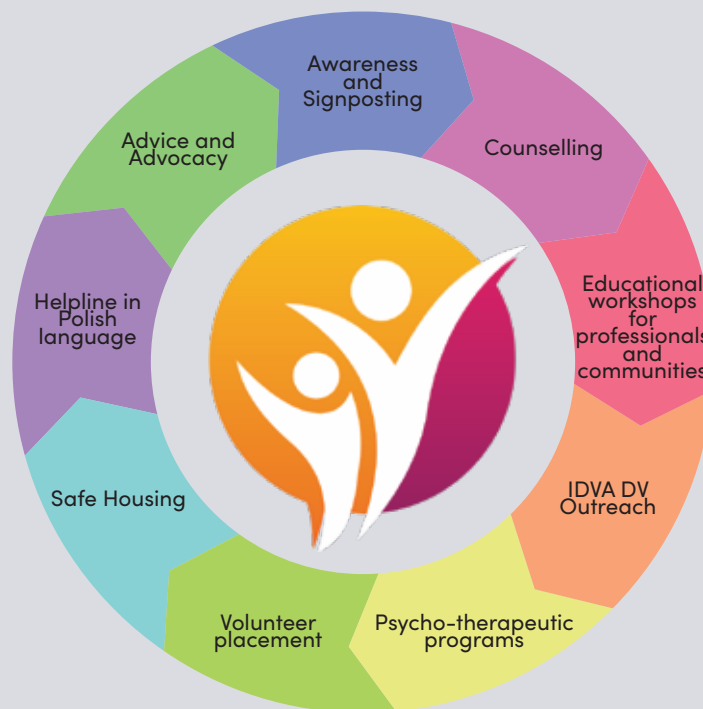 Awareness
and
Signposting
Counselling
Educational
workshops
for
professionals
and
communities
IDVA DV
Outreach
Psycho-therapeutic
programs
Volunteer
placement
Safe Housing
Helpline in
Polish
language
Advice and
Advocacy